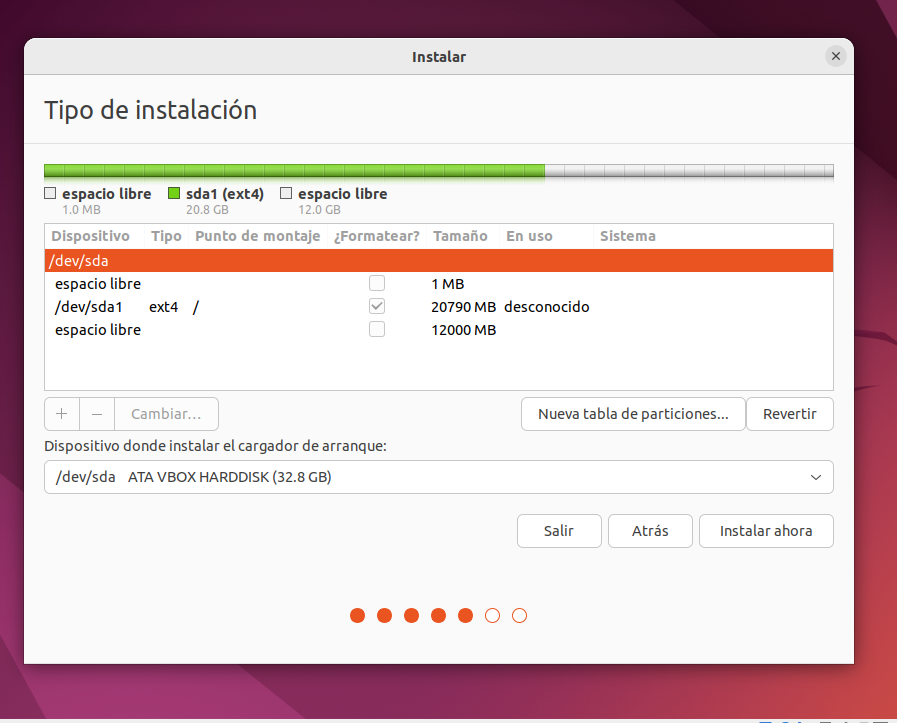 Instalar
Tipo de instalación
espacio libre sda1 (ext4) espacio libre
1.0 MB 20.8 GB 12.0 GB
Dispositivo Tipo Punto de montaje ¿Formatear? Tamaño En uso Sistema
/dev/sda
espacio libre 1 MB
/dev/sda1 ext4 / 20790 MB desconocido
espacio libre 12000 MB
+ − Cambiar... Nueva tabla de particiones... Revertir
Dispositivo donde instalar el cargador de arranque:
/dev/sda ATA VBOX HARDDISK (32.8 GB)
Salir Atrás Instalar ahora